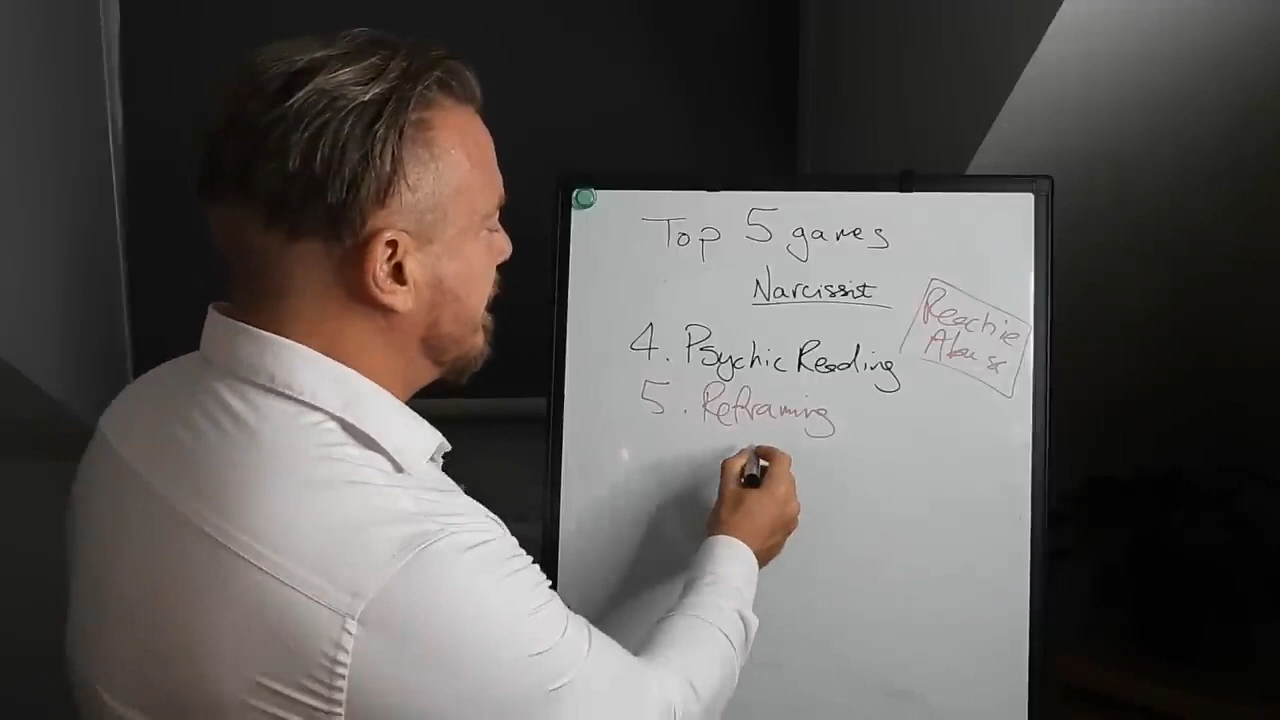 Top 5 games
Narcissist
4. Psychic Reading
5. Reframing
Reactive
Abuse